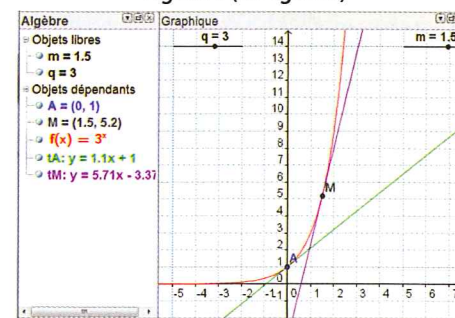 Algèbre
Graphique
Objets libres
m = 1.5
q = 3
Objets dépendants
A = (0, 1)
M = (1.5, 5.2)
f(x) = 3ˣ
tA: y = 1.1x + 1
tM: y = 5.71x - 3.37
q = 3
m = 1.5
14
13
12
11
10
9
8
7
6
5
4
3
2
1
0
M
A
-5 -4 -3 -2 -1 0 1 2 3 4 5 6 7